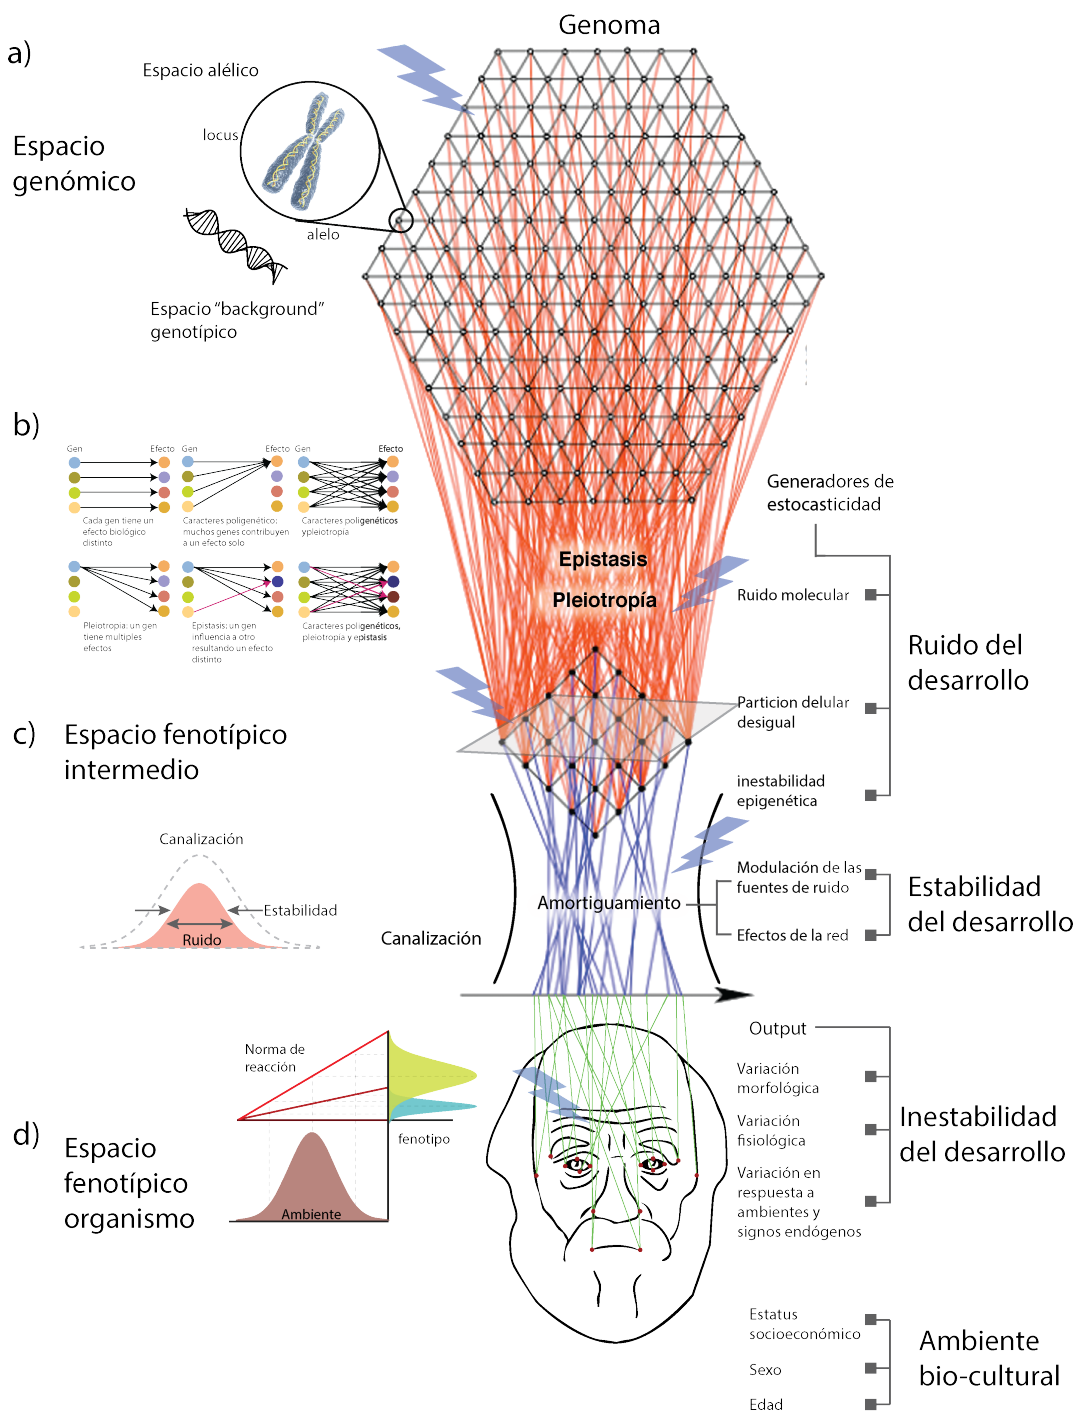 Genoma
a)
Espacio alélico
locus
Espacio
genómico
alelo
Espacio "background"
genotípico
b)
Gen
Efecto
Gen
Efecto
Gen
Efecto
Cada gen tiene un
efecto biológico
distinto
Caracteres poligenético:
muchos genes contribuyen
a un efecto solo
Caracteres poligenéticos
ypleiotropia
Pleiotropia: un gen
tiene multiples
efectos
Epistasis: un gen
influencia a otro
resultando un efecto
distinto
Caracteres poligenéticos,
pleiotropia y epistasis
Epistasis
Pleiotropía
Generadores de
estocasticidad
Ruido molecular
Ruido del
desarrollo
Particion delular
desigual
inestabilidad
epigenética
c)
Espacio fenotípico
intermedio
Canalización
Estabilidad
Ruido
Canalización
Amortiguamiento
Modulación de las
fuentes de ruido
Efectos de la red
Estabilidad
del desarrollo
d)
Espacio
fenotípico
organismo
Norma de
reacción
fenotipo
Ambiente
Output
Variación
morfológica
Variación
fisiológica
Variación en
respuesta a
ambientes y
signos endógenos
Inestabilidad
del desarrollo
Estatus
socioeconómico
Sexo
Edad
Ambiente
bio-cultural